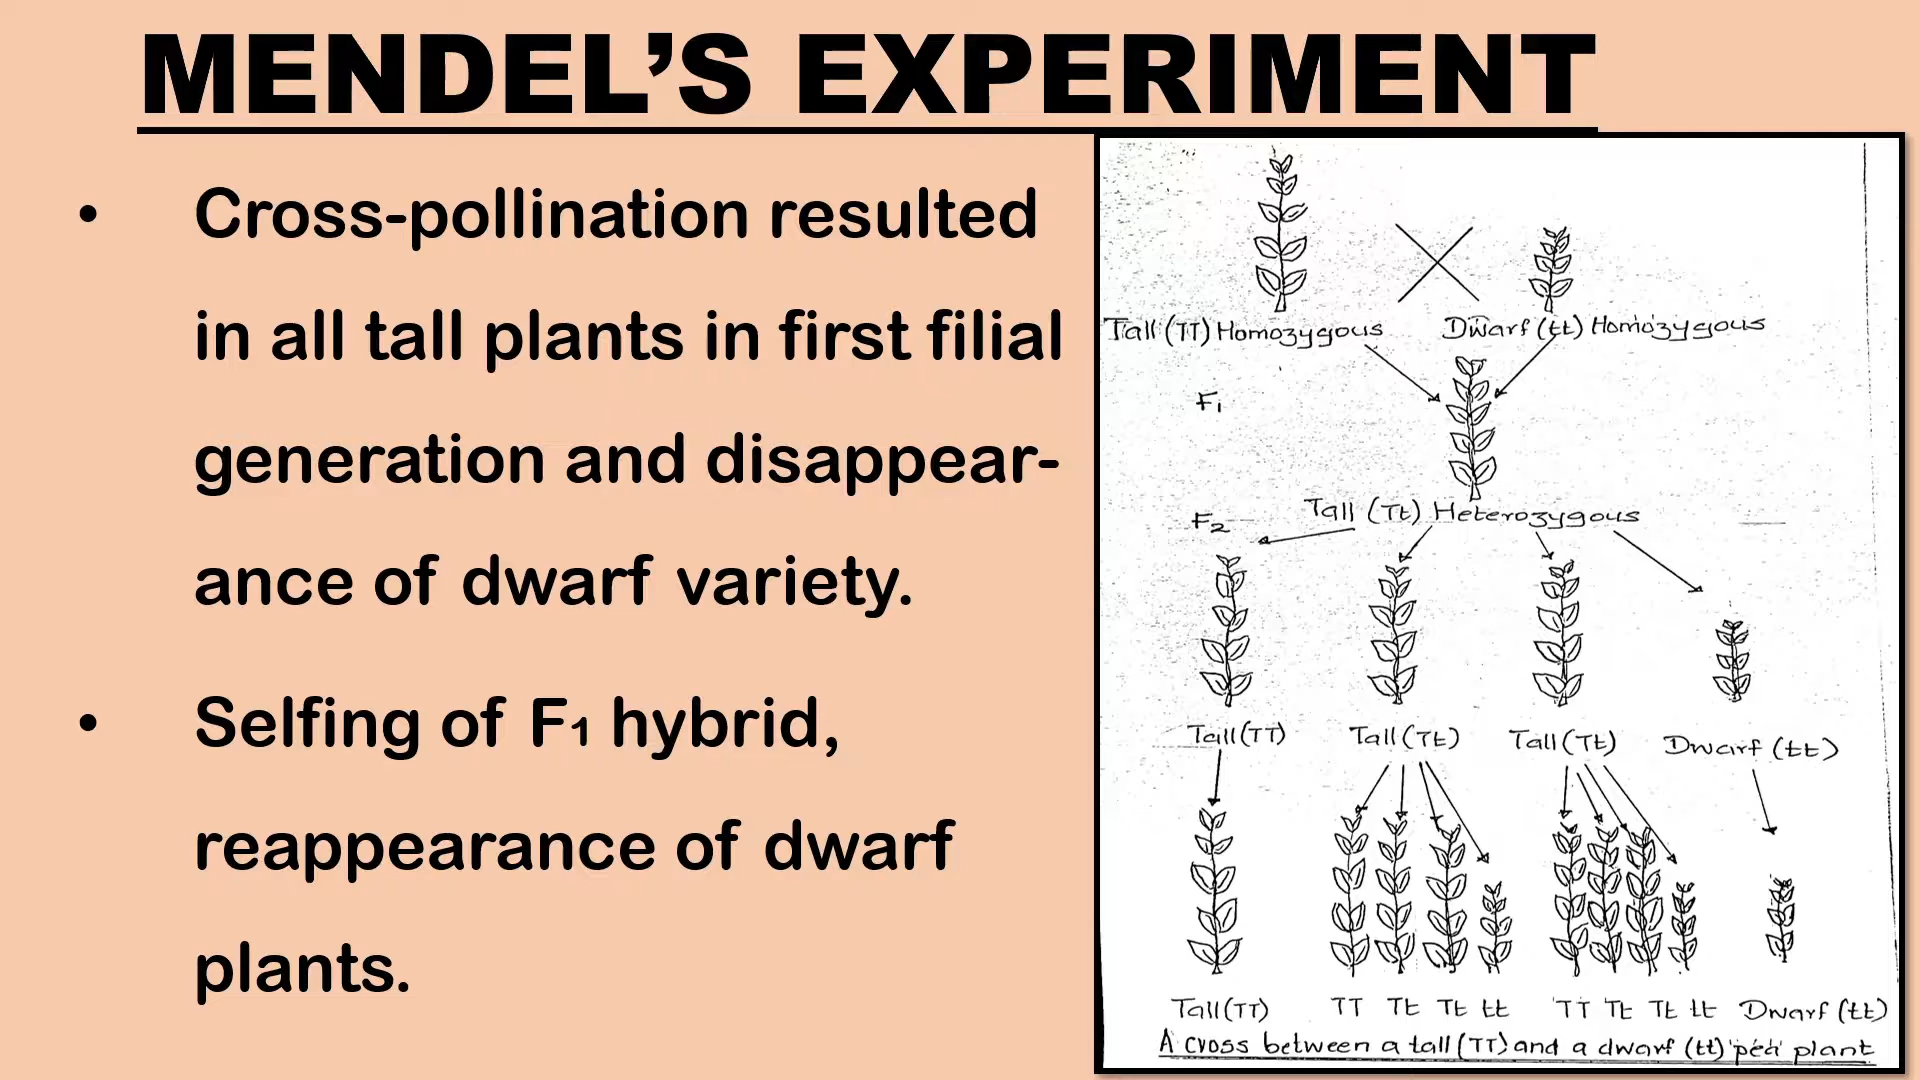 MENDEL’S EXPERIMENT
• Cross-pollination resulted
in all tall plants in first filial
generation and disappear-
ance of dwarf variety.
• Selfing of F1 hybrid,
reappearance of dwarf
plants.
Tall (TT) Homozygous Dwarf (tt) Homozygous
F1
Tall (Tt) Heterozygous
F2
Tall (TT) Tall (Tt) Tall (Tt) Dwarf (tt)
Tall (TT) TT Tt Tt tt TT Tt Tt tt Dwarf (tt)
A cross between a tall (TT) and a dwarf (tt) pea plant